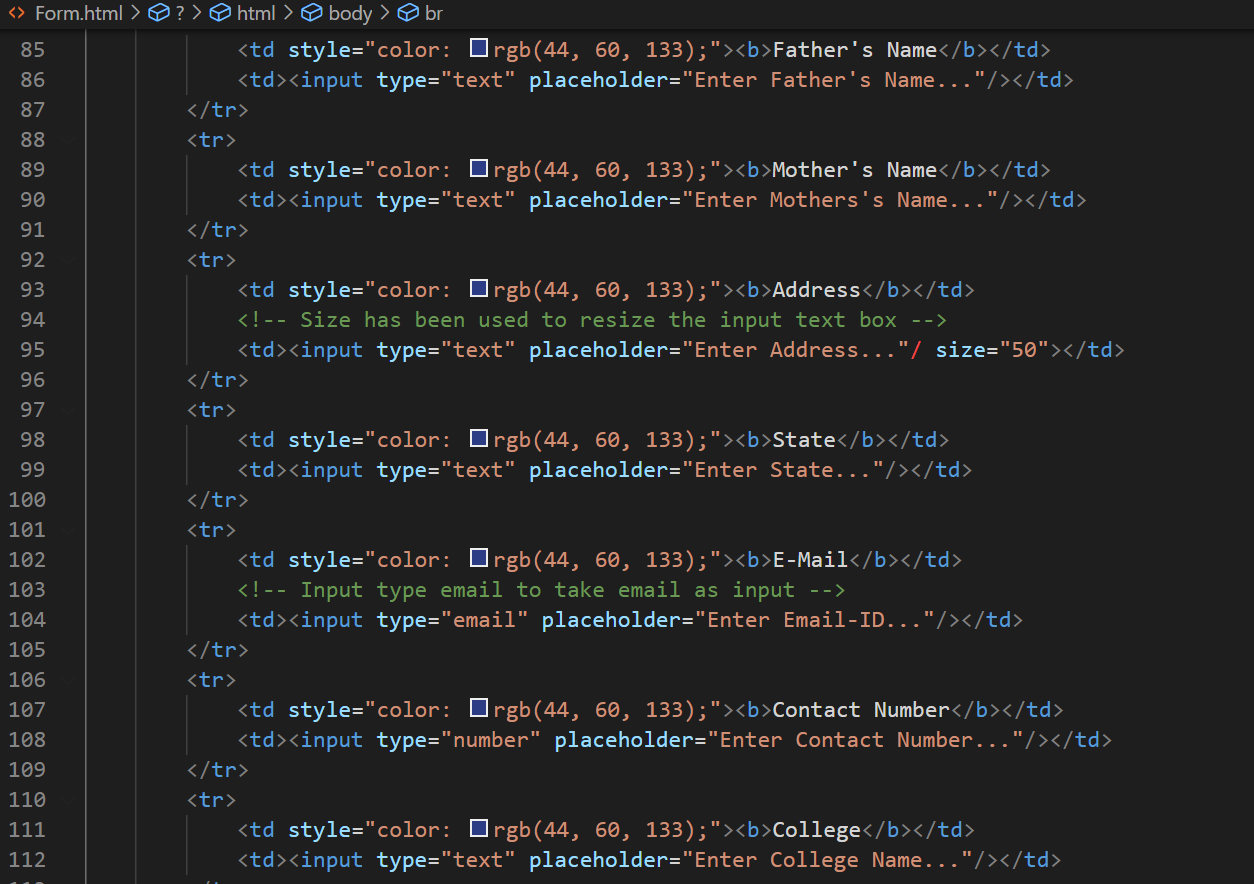 Form.html > ? > html > body > br
85 <td style="color: rgb(44, 60, 133);"><b>Father's Name</b></td>
86 <td><input type="text" placeholder="Enter Father's Name..."/></td>
87 </tr>
88 <tr>
89 <td style="color: rgb(44, 60, 133);"><b>Mother's Name</b></td>
90 <td><input type="text" placeholder="Enter Mothers's Name..."/></td>
91 </tr>
92 <tr>
93 <td style="color: rgb(44, 60, 133);"><b>Address</b></td>
94 <!-- Size has been used to resize the input text box -->
95 <td><input type="text" placeholder="Enter Address..."/ size="50"></td>
96 </tr>
97 <tr>
98 <td style="color: rgb(44, 60, 133);"><b>State</b></td>
99 <td><input type="text" placeholder="Enter State..."/></td>
100 </tr>
101 <tr>
102 <td style="color: rgb(44, 60, 133);"><b>E-Mail</b></td>
103 <!-- Input type email to take email as input -->
104 <td><input type="email" placeholder="Enter Email-ID..."/></td>
105 </tr>
106 <tr>
107 <td style="color: rgb(44, 60, 133);"><b>Contact Number</b></td>
108 <td><input type="number" placeholder="Enter Contact Number..."/></td>
109 </tr>
110 <tr>
111 <td style="color: rgb(44, 60, 133);"><b>College</b></td>
112 <td><input type="text" placeholder="Enter College Name..."/></td>